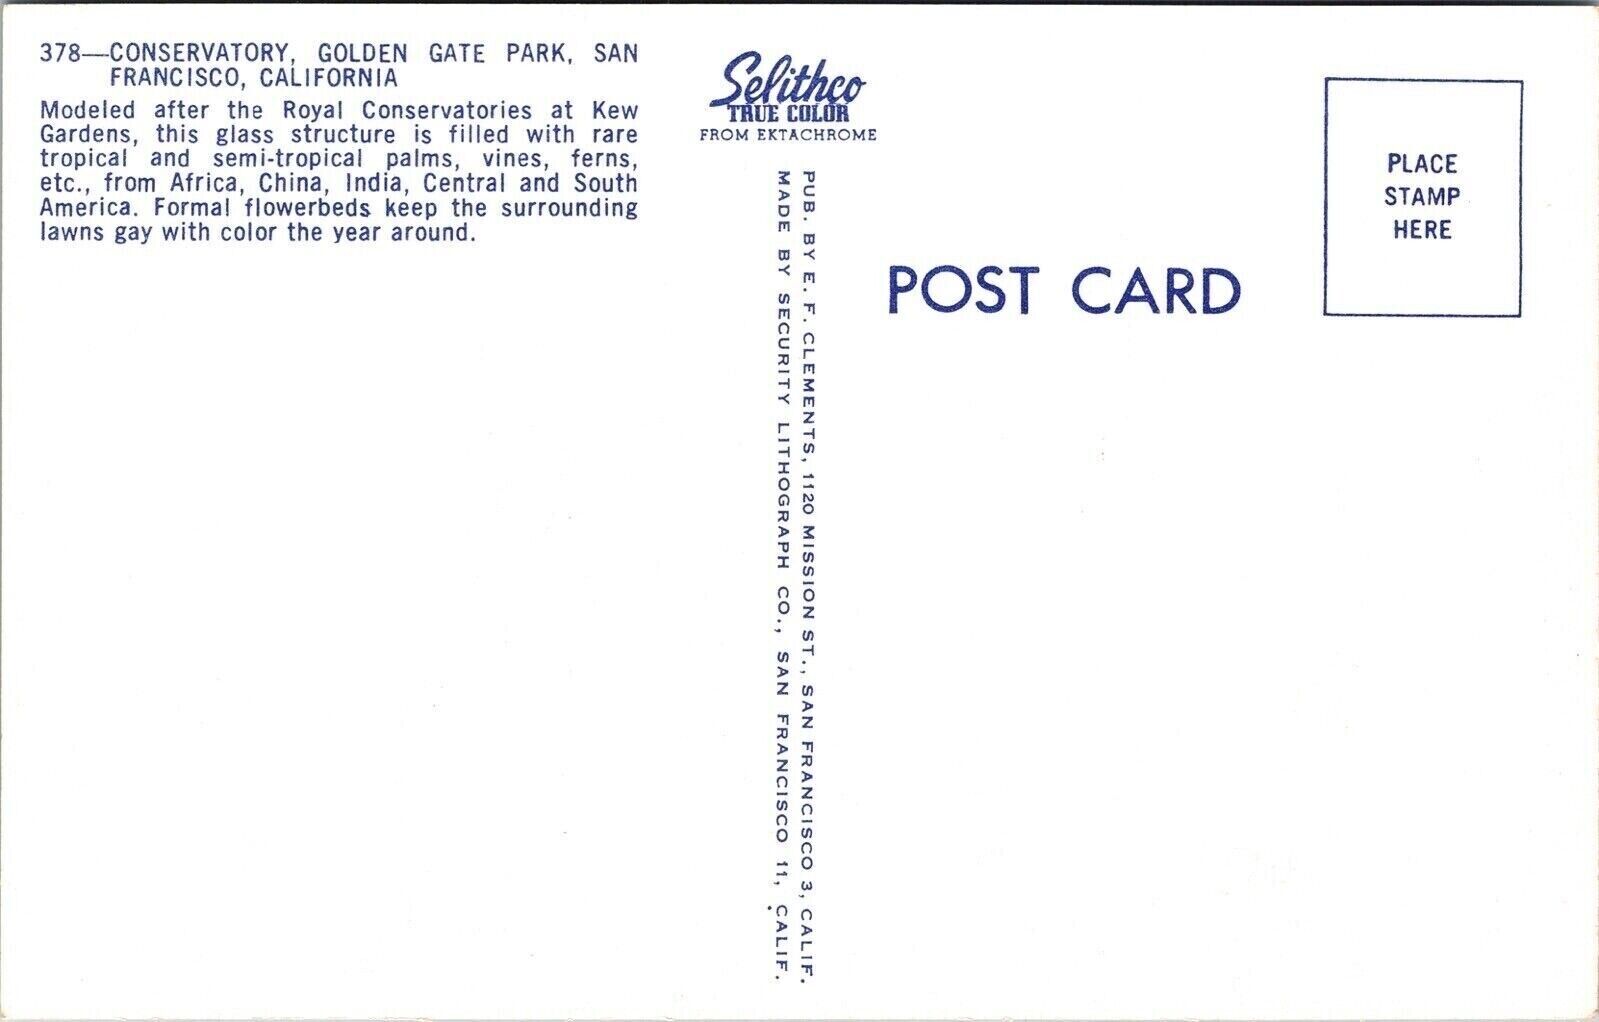 378—CONSERVATORY, GOLDEN GATE PARK, SAN
FRANCISCO, CALIFORNIA
Modeled after the Royal Conservatories at Kew
Gardens, this glass structure is filled with rare
tropical and semi-tropical palms, vines, ferns,
etc., from Africa, China, India, Central and South
America. Formal flowerbeds keep the surrounding
lawns gay with color the year around.
Selithco
TRUE COLOR
FROM EKTACHROME
PUB. BY E. F. CLEMENTS, 1120 MISSION ST., SAN FRANCISCO 3, CALIF.
MADE BY SECURITY LITHOGRAPH CO., SAN FRANCISCO 11, CALIF.
POST CARD
PLACE
STAMP
HERE